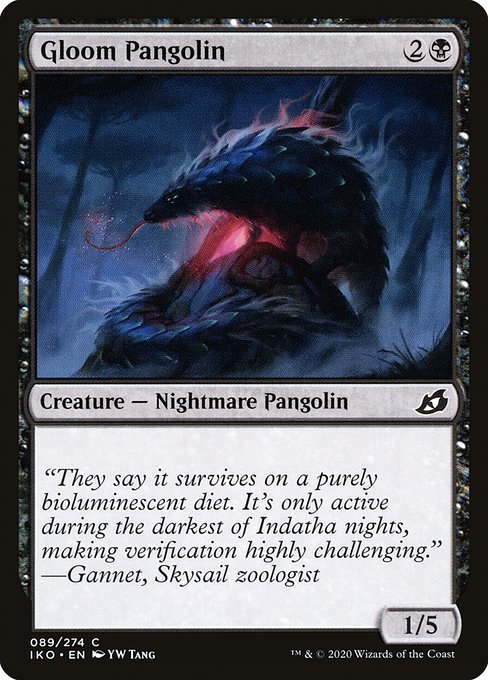 Gloom Pangolin 2
Creature — Nightmare Pangolin
“They say it survives on a purely
bioluminescent diet. It’s only active
during the darkest of Indatha nights,
making verification highly challenging.”
—Gannet, Skysail zoologist
1/5
089/274 C
IKO • EN YW Tang
™ & © 2020 Wizards of the Coast